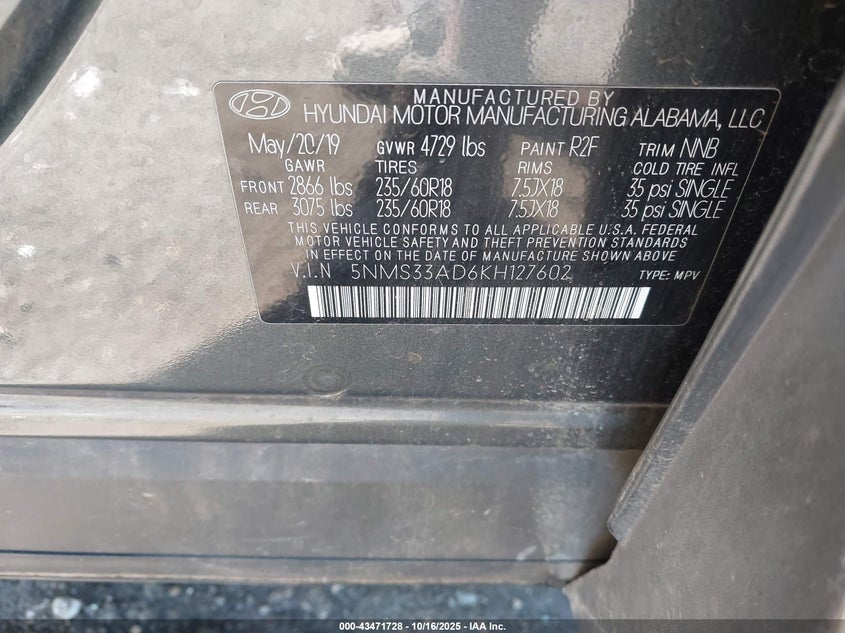 MANUFACTURED BY
HYUNDAI MOTOR MANUFACTURING ALABAMA, LLC
May/20/19 GVWR 4729 lbs PAINT R2F TRIM NNB
GAWR TIRES RIMS COLD TIRE INFL
FRONT 2866 lbs 235/60R18 7.5JX18 35 psi SINGLE
REAR 3075 lbs 235/60R18 7.5JX18 35 psi SINGLE
THIS VEHICLE CONFORMS TO ALL APPLICABLE U.S.A. FEDERAL
MOTOR VEHICLE SAFETY AND THEFT PREVENTION STANDARDS
IN EFFECT ON THE DATE OF MANUFACTURE SHOWN ABOVE
V.I.N 5NMS33AD6KH127602 TYPE: MPV
000-43471728 - 10/16/2025 - IAA Inc.